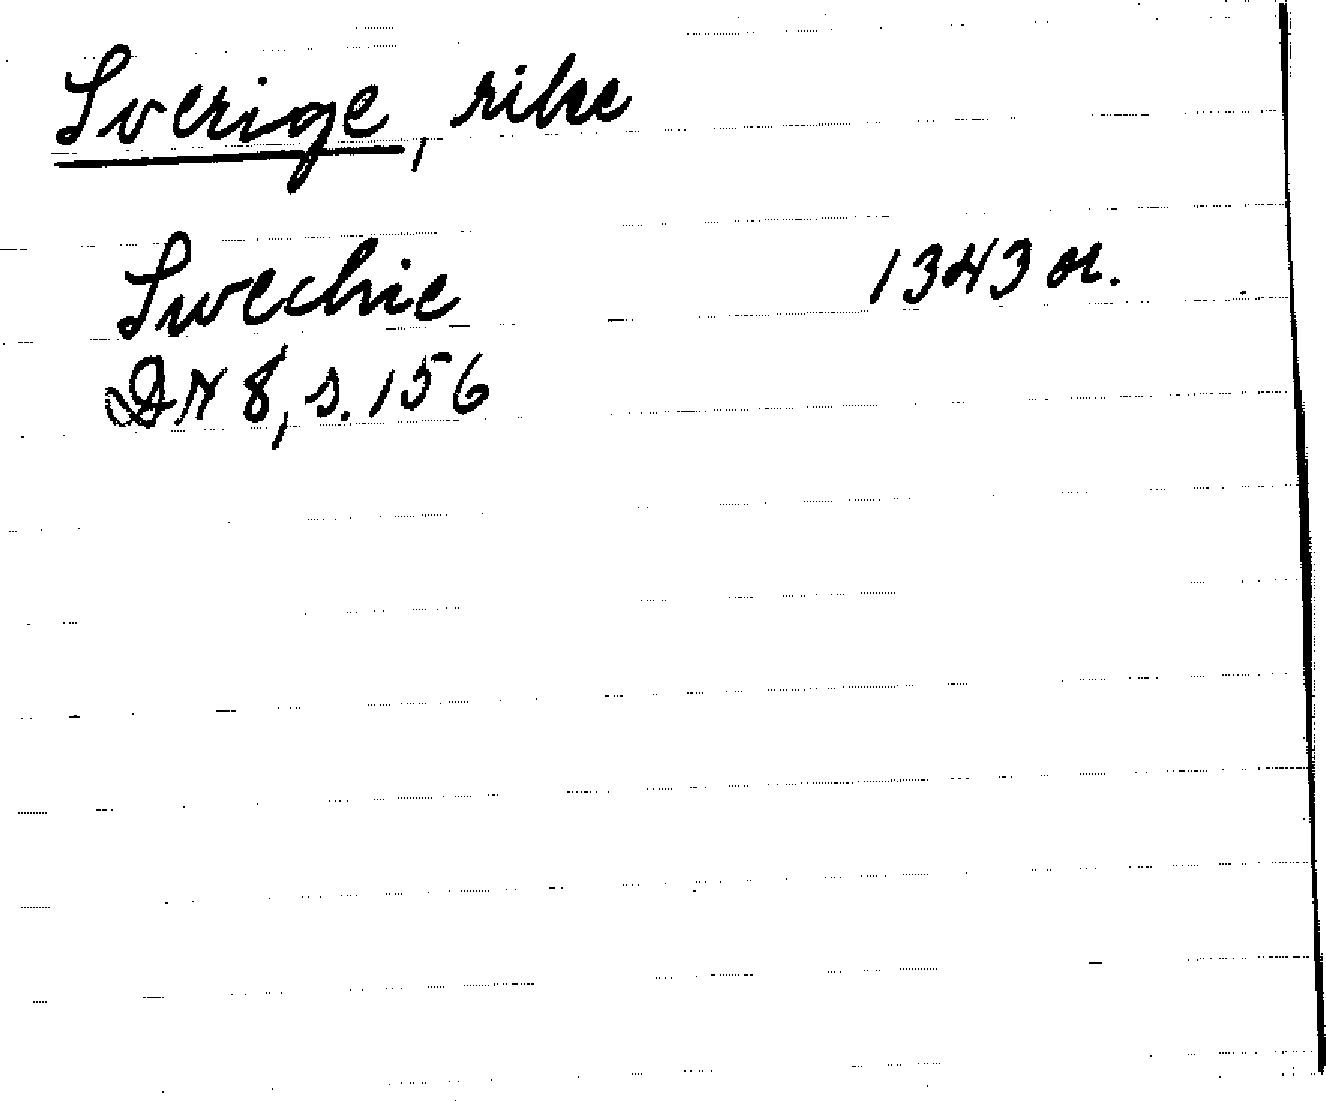 Sverige, rike
Swechie 1343 or.
DN 8, s. 156